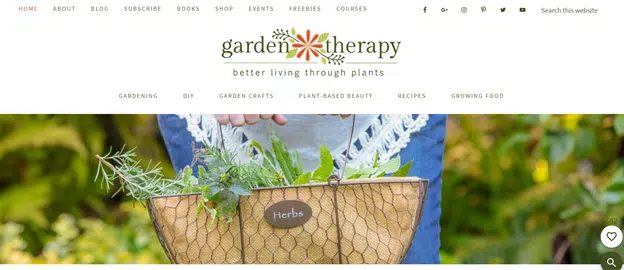 HOME ABOUT BLOG SUBSCRIBE BOOKS SHOP EVENTS FREEBIES COURSES Search this website
garden therapy
better living through plants
GARDENING DIY GARDEN CRAFTS PLANT-BASED BEAUTY RECIPES GROWING FOOD
Herbs